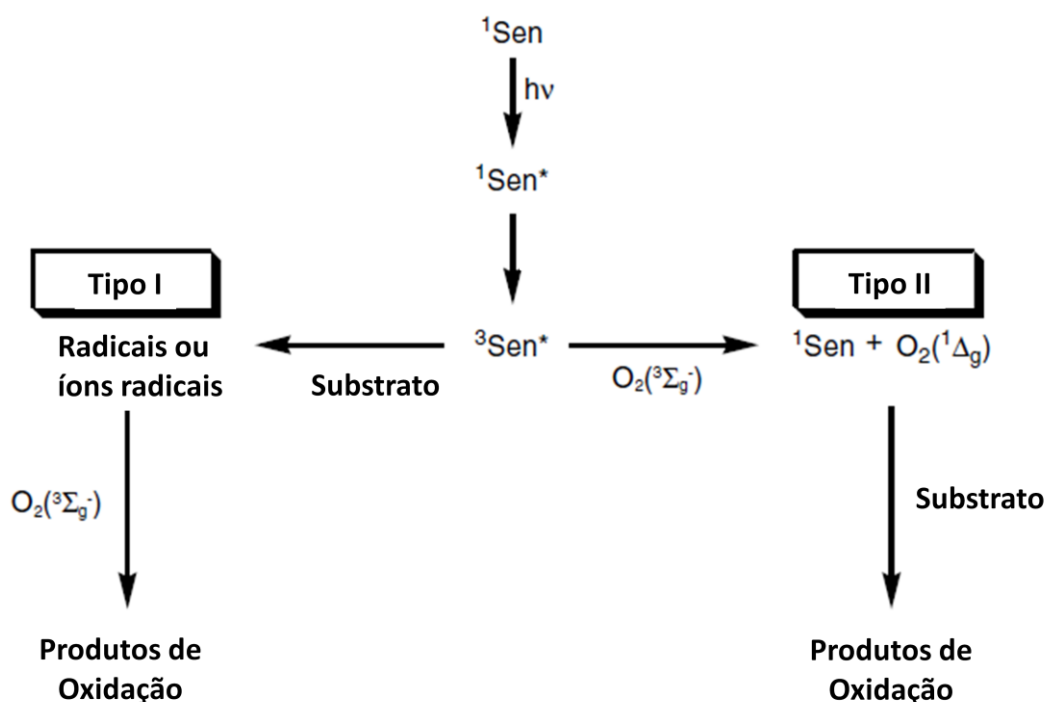 ¹Sen
hν
¹Sen*
Tipo I
Tipo II
Radicais ou
íons radicais
Substrato
³Sen*
O₂(³Σg⁻)
¹Sen + O₂(¹Δg)
O₂(³Σg⁻)
Substrato
Produtos de
Oxidação
Produtos de
Oxidação